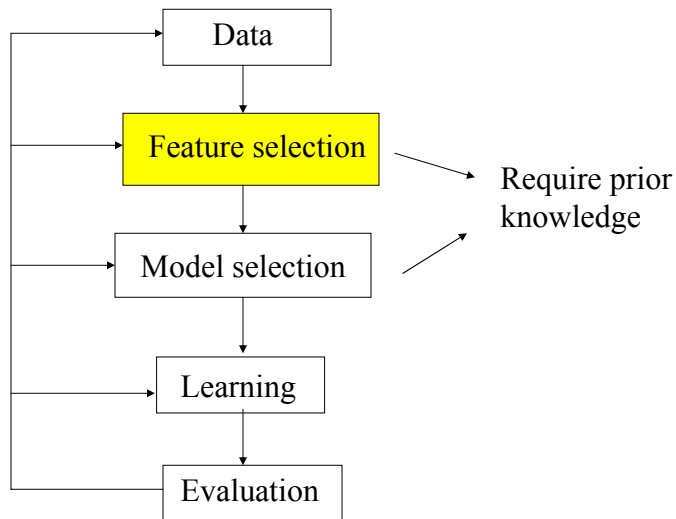 Data
Feature selection
Require prior
knowledge
Model selection
Learning
Evaluation